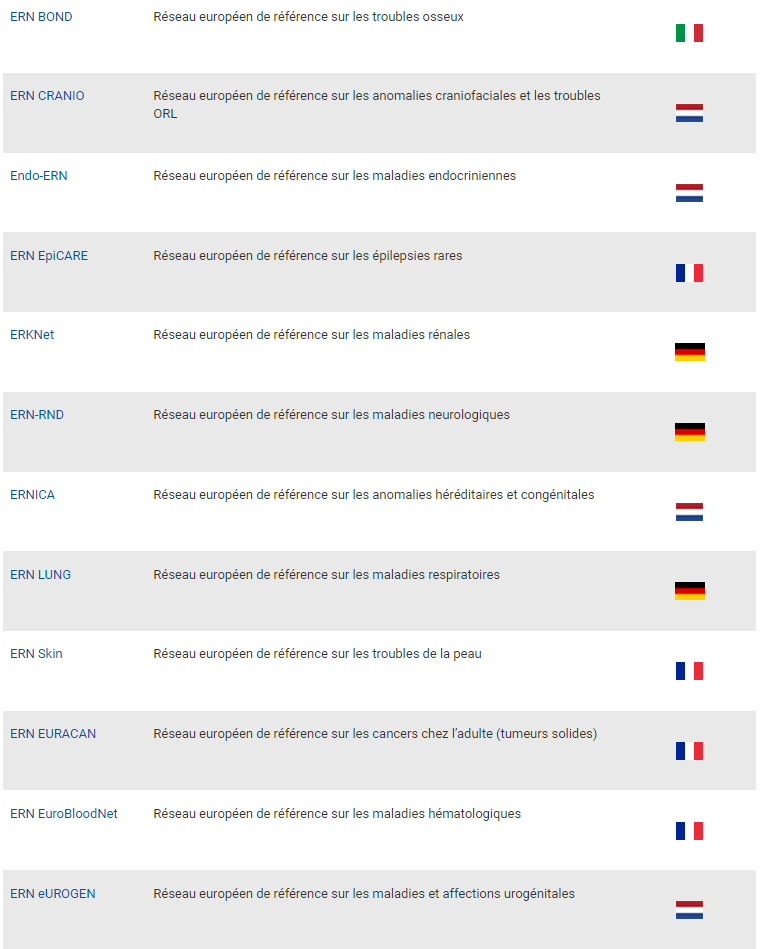 ERN BOND
Réseau européen de référence sur les troubles osseux
ERN CRANIO
Réseau européen de référence sur les anomalies craniofaciales et les troubles
ORL
Endo-ERN
Réseau européen de référence sur les maladies endocriniennes
ERN EpiCARE
Réseau européen de référence sur les épilepsies rares
ERKNet
Réseau européen de référence sur les maladies rénales
ERN-RND
Réseau européen de référence sur les maladies neurologiques
ERNICA
Réseau européen de référence sur les anomalies héréditaires et congénitales
ERN LUNG
Réseau européen de référence sur les maladies respiratoires
ERN Skin
Réseau européen de référence sur les troubles de la peau
ERN EURACAN
Réseau européen de référence sur les cancers chez l’adulte (tumeurs solides)
ERN EuroBloodNet
Réseau européen de référence sur les maladies hématologiques
ERN eUROGEN
Réseau européen de référence sur les maladies et affections urogénitales